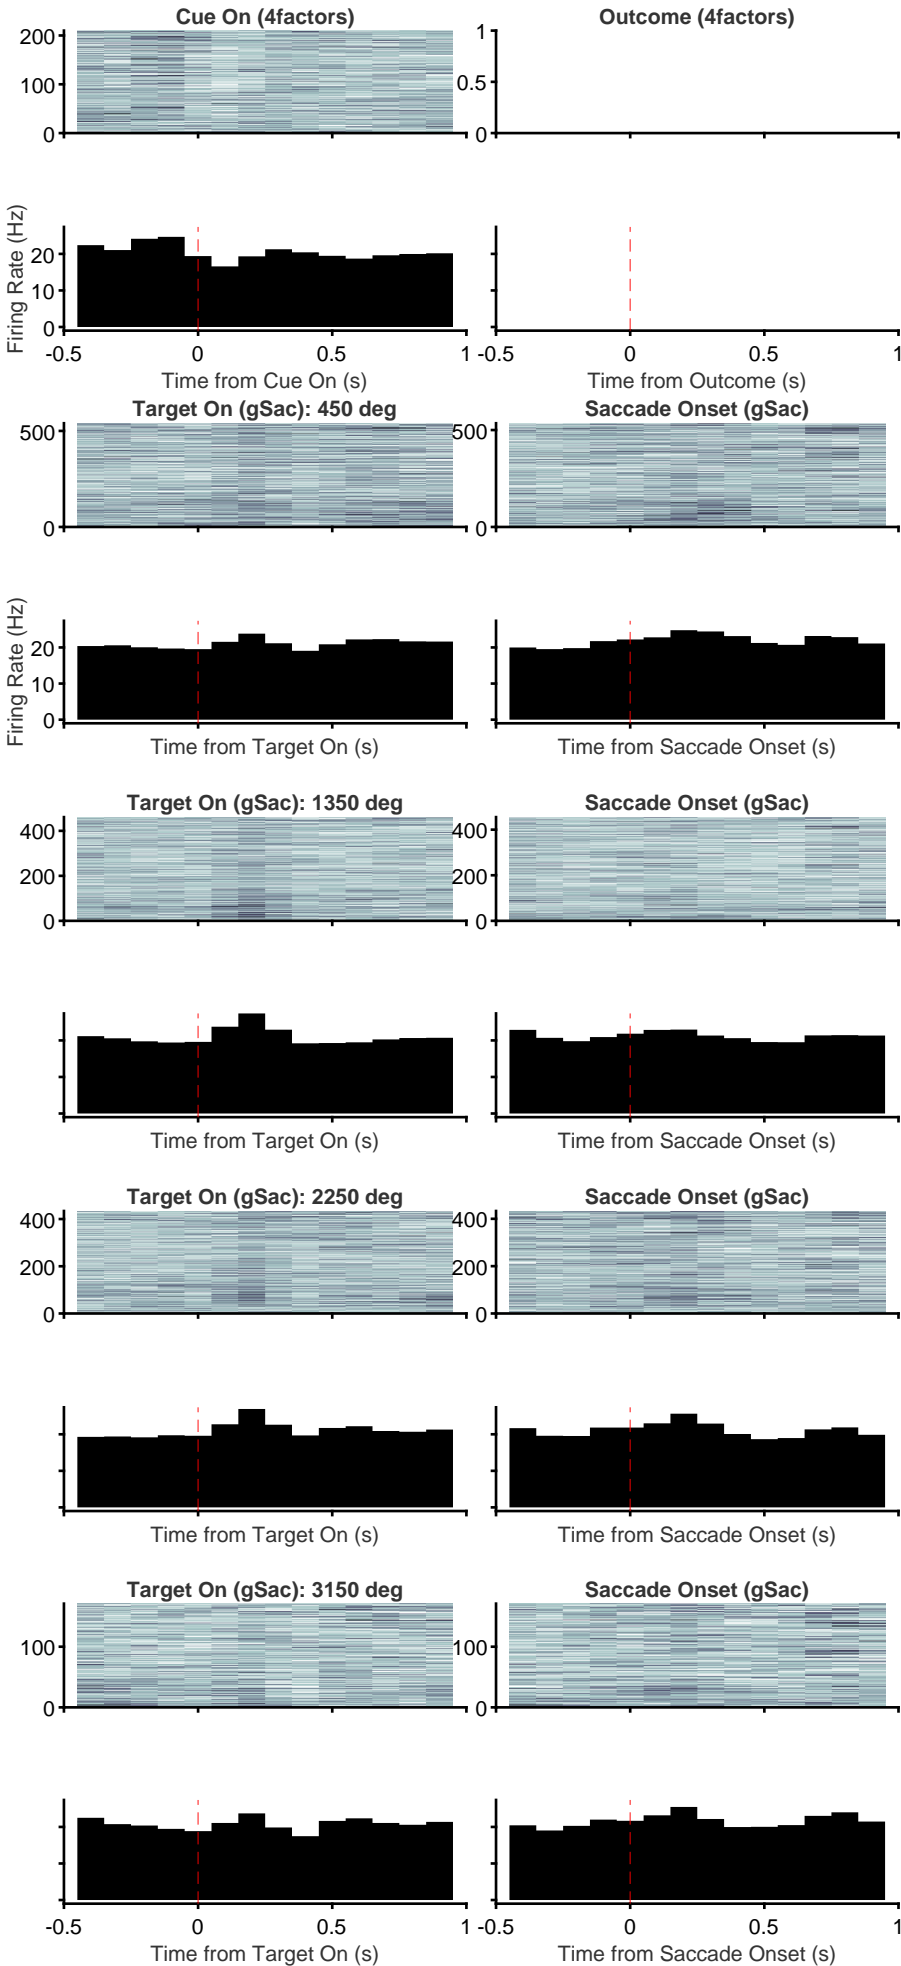 Cue On (4factors)
Outcome (4factors)
200
100
0
1
0.5
0
Firing Rate (Hz)
20
10
0
-0.5 0 0.5 1
-0.5 0 0.5 1
Time from Cue On (s)
Time from Outcome (s)
Target On (gSac): 450 deg
Saccade Onset (gSac)
500
0
500
0
Firing Rate (Hz)
20
10
0
Time from Target On (s)
Time from Saccade Onset (s)
Target On (gSac): 1350 deg
Saccade Onset (gSac)
400
200
0
400
200
0
Time from Target On (s)
Time from Saccade Onset (s)
Target On (gSac): 2250 deg
Saccade Onset (gSac)
400
200
0
400
200
0
Time from Target On (s)
Time from Saccade Onset (s)
Target On (gSac): 3150 deg
Saccade Onset (gSac)
100
0
100
0
-0.5 0 0.5 1
-0.5 0 0.5 1
Time from Target On (s)
Time from Saccade Onset (s)